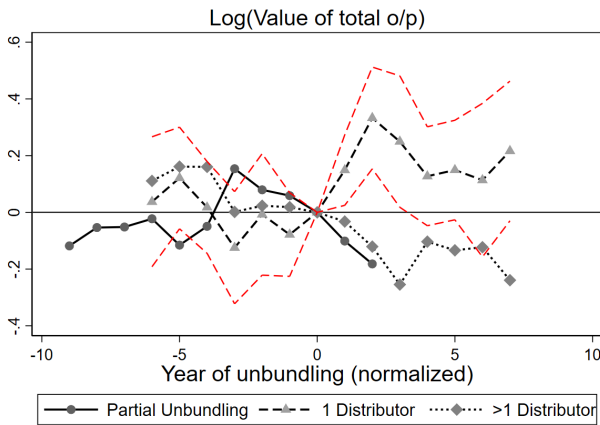 Log(Value of total o/p)
.6
.4
.2
0
-.2
-.4
-10 -5 0 5 10
Year of unbundling (normalized)
Partial Unbundling 1 Distributor >1 Distributor